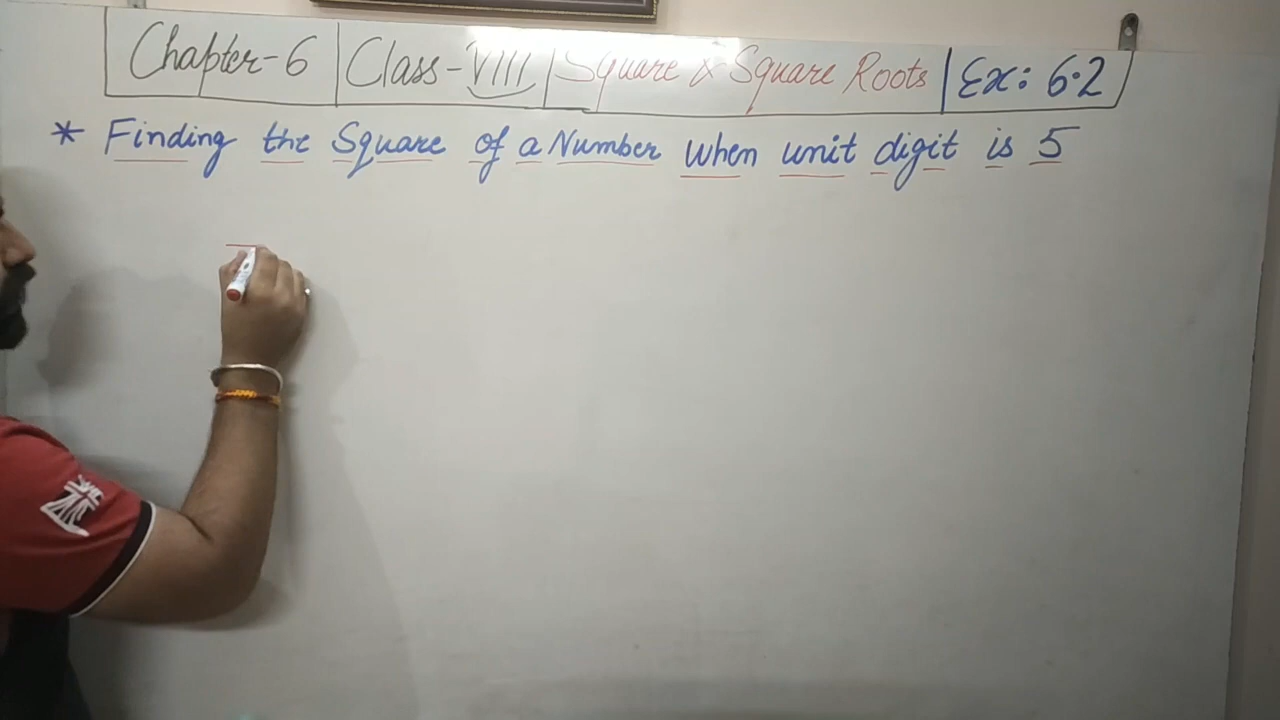 Chapter-6 Class-VIII Square & Square Roots Ex: 6.2
* Finding the Square of a Number when unit digit is 5